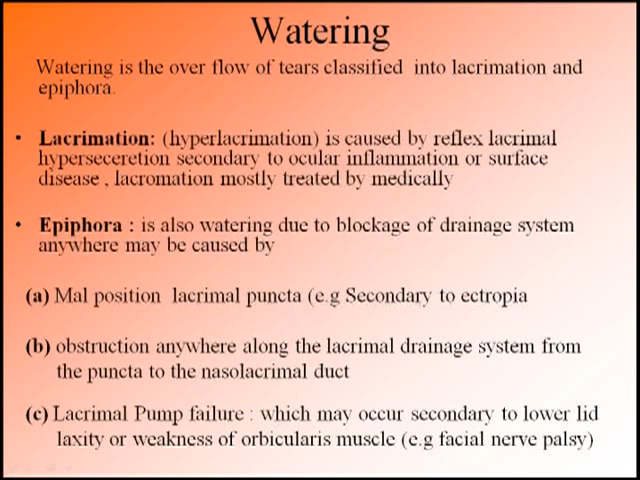 Watering
Watering is the over flow of tears classified into lacrimation and
epiphora.
• Lacrimation: (hyperlacrimation) is caused by reflex lacrimal
hyperseceretion secondary to ocular inflammation or surface
disease , lacromation mostly treated by medically
• Epiphora : is also watering due to blockage of drainage system
anywhere may be caused by
(a) Mal position lacrimal puncta (e.g Secondary to ectropia
(b) obstruction anywhere along the lacrimal drainage system from
the puncta to the nasolacrimal duct
(c) Lacrimal Pump failure : which may occur secondary to lower lid
laxity or weakness of orbicularis muscle (e.g facial nerve palsy)